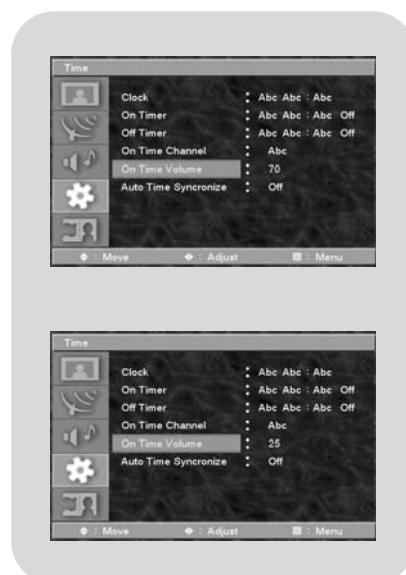 Time
Clock : Abc Abc : Abc
On Timer : Abc Abc : Abc Off
Off Timer : Abc Abc : Abc Off
On Time Channel : Abc
On Time Volume : 70
Auto Time Syncronize : Off
: Move : Adjust : Menu
Time
Clock : Abc Abc : Abc
On Timer : Abc Abc : Abc Off
Off Timer : Abc Abc : Abc Off
On Time Channel : Abc
On Time Volume : 25
Auto Time Syncronize : Off
: Move : Adjust : Menu